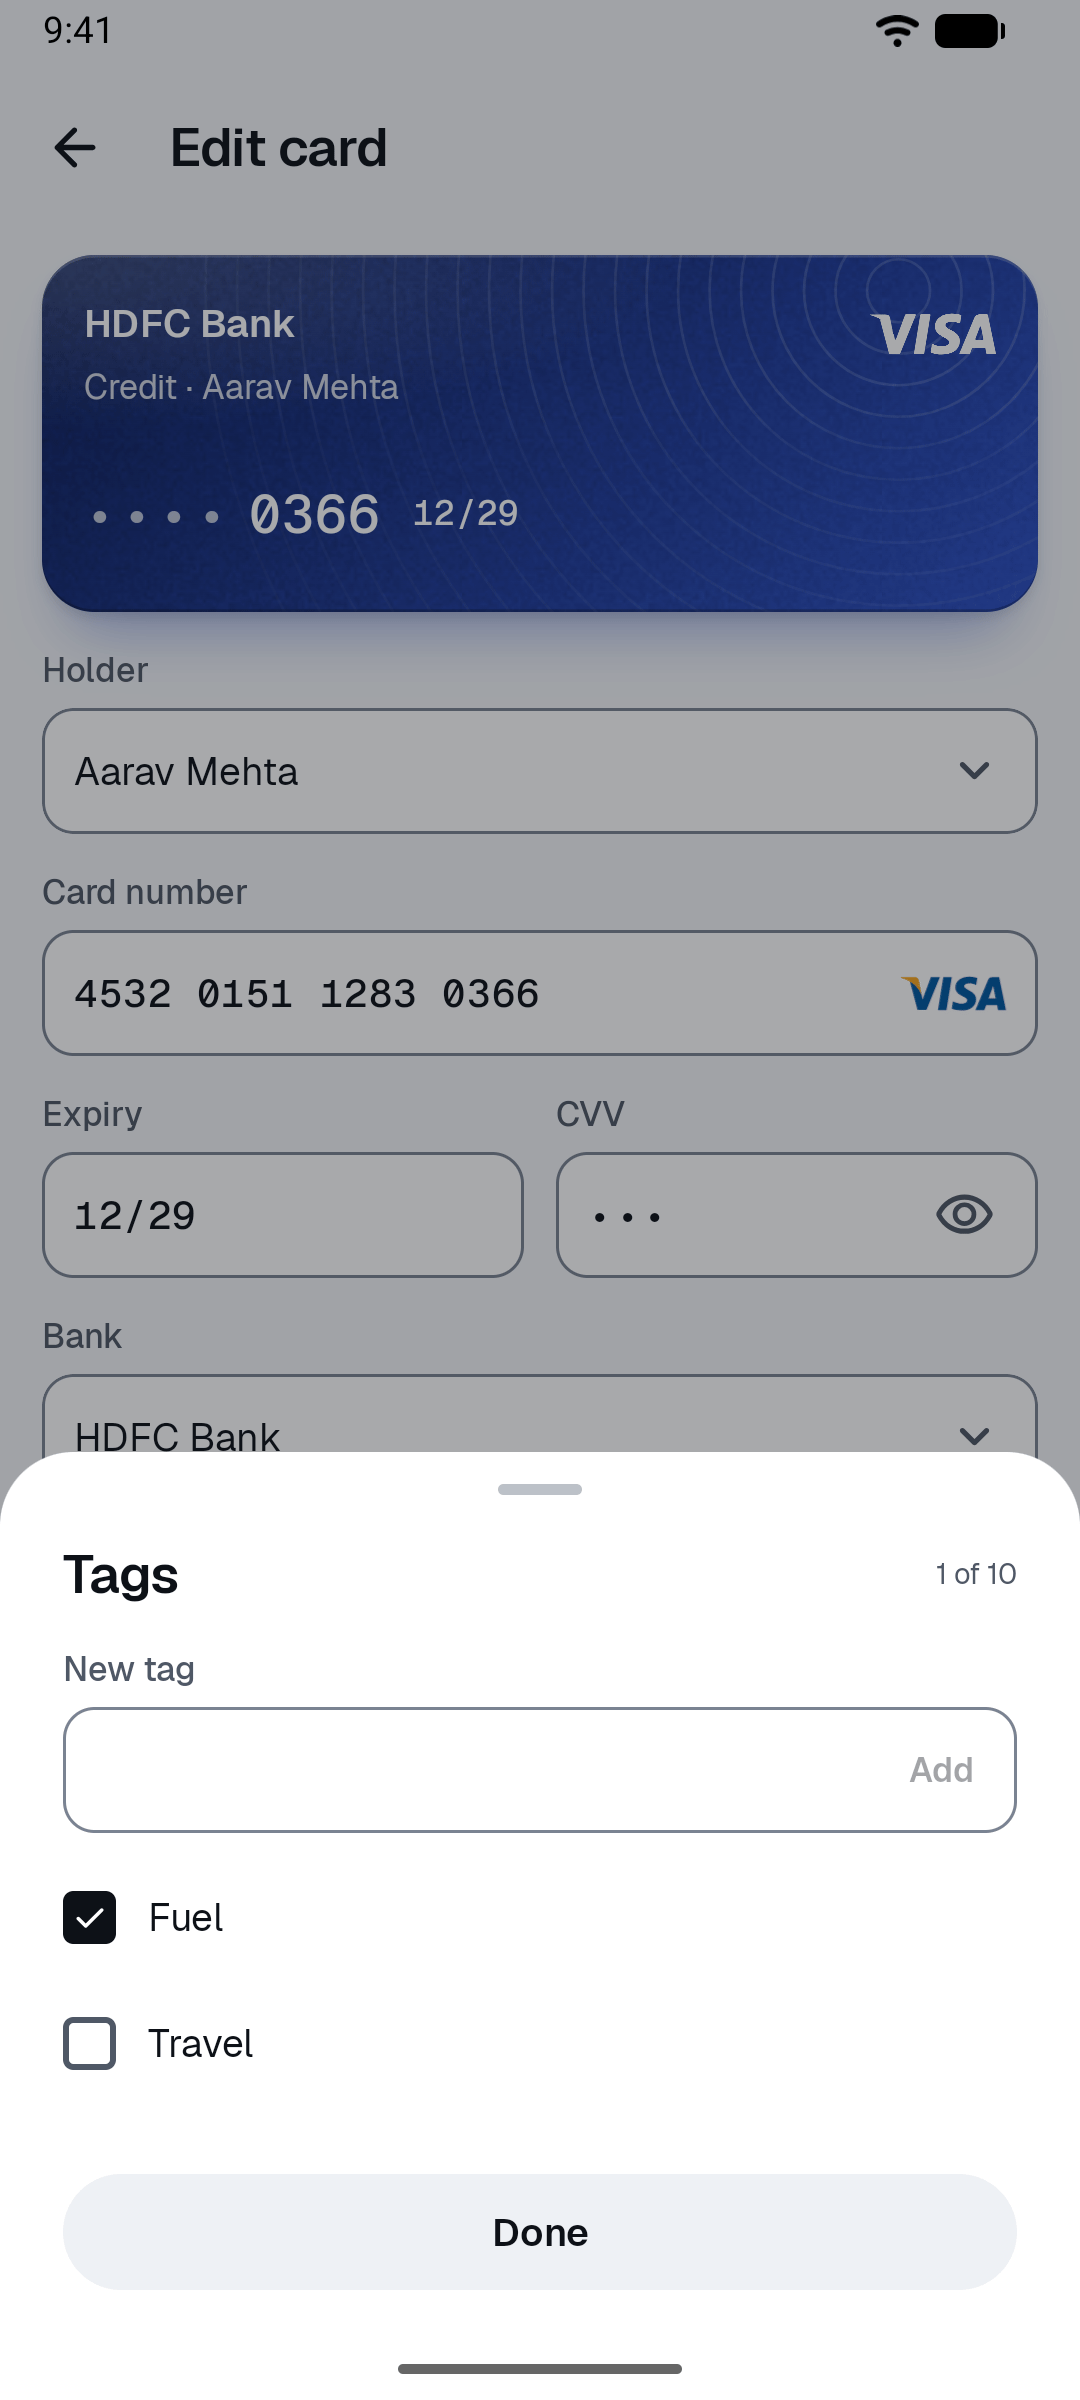 9:41
Edit card
HDFC Bank
VISA
Credit · Aarav Mehta
•••• 0366 12/29
Holder
Aarav Mehta
Card number
4532 0151 1283 0366
VISA
Expiry
CVV
12/29
•••
Bank
HDFC Bank
Tags
1 of 10
New tag
Add
Fuel
Travel
Done